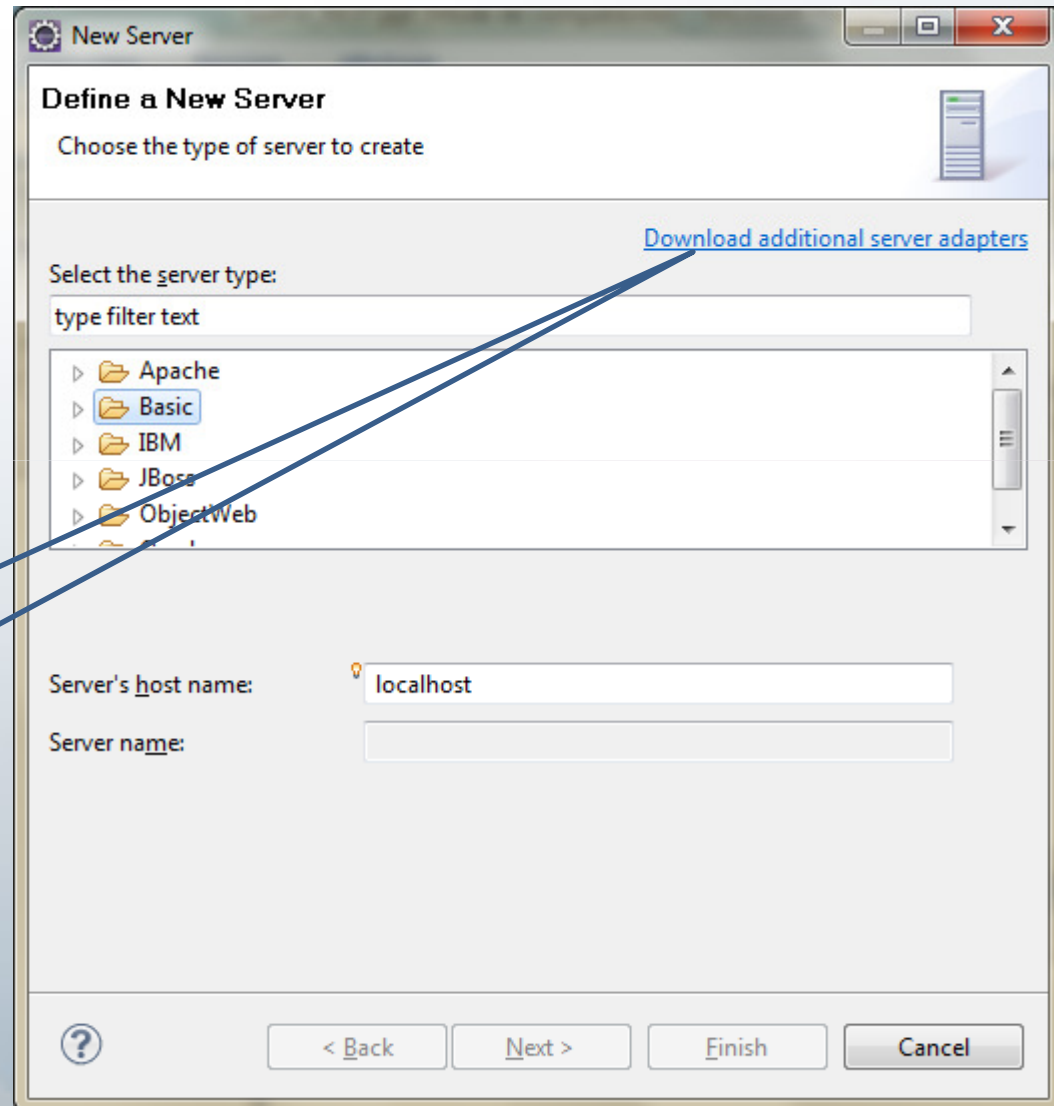 New Server
Define a New Server
Choose the type of server to create
Download additional server adapters
Select the server type:
type filter text
Apache
Basic
IBM
JBoss
ObjectWeb
Server's host name:
localhost
Server name:
< Back
Next >
Finish
Cancel